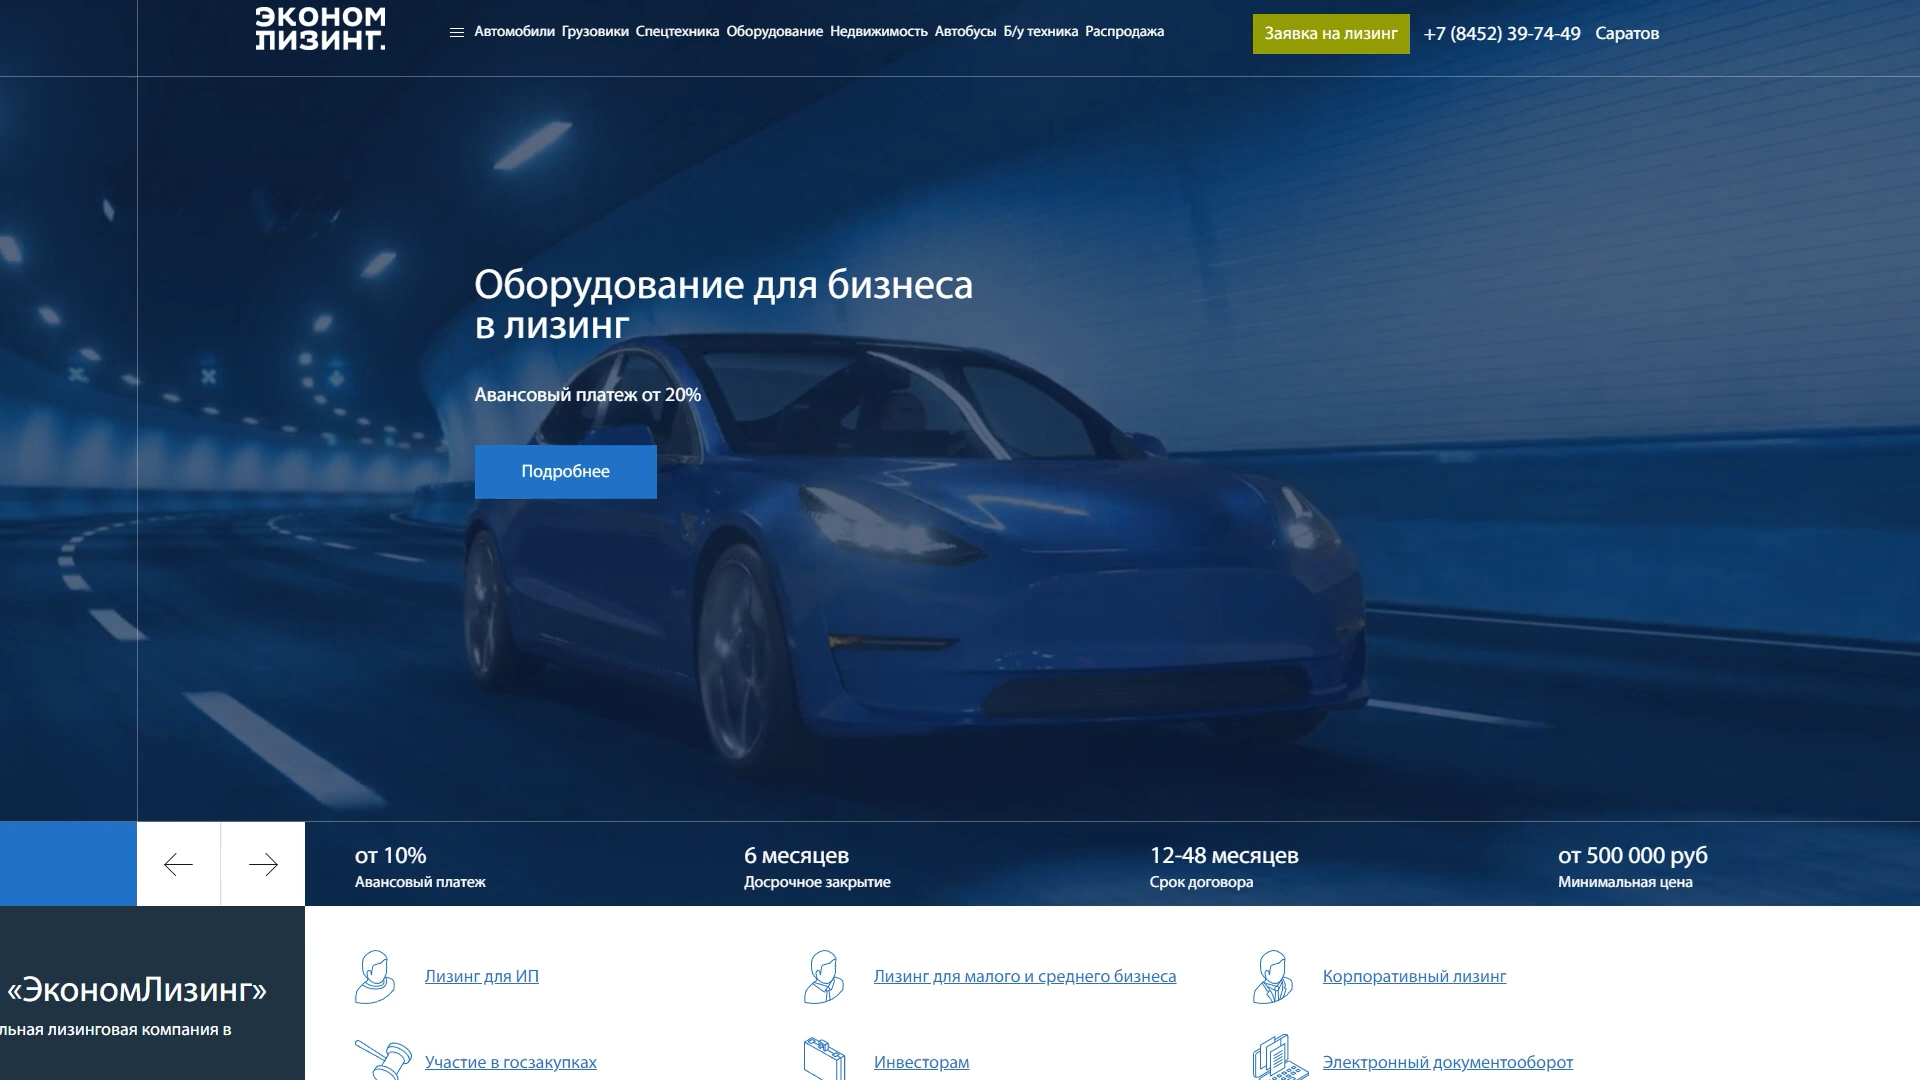 ЭКОНОМ
ЛИЗИНГ.
Автомобили Грузовики Спецтехника Оборудование Недвижимость Автобусы Б/у техника Распродажа
Заявка на лизинг
+7 (8452) 39-74-49
Саратов
Оборудование для бизнеса
в лизинг
Авансовый платеж от 20%
Подробнее
от 10%
Авансовый платеж
6 месяцев
Досрочное закрытие
12-48 месяцев
Срок договора
от 500 000 руб
Минимальная цена
«ЭкономЛизинг»
льная лизинговая компания в
Лизинг для ИП
Лизинг для малого и среднего бизнеса
Корпоративный лизинг
Участие в госзакупках
Инвесторам
Электронный документооборот